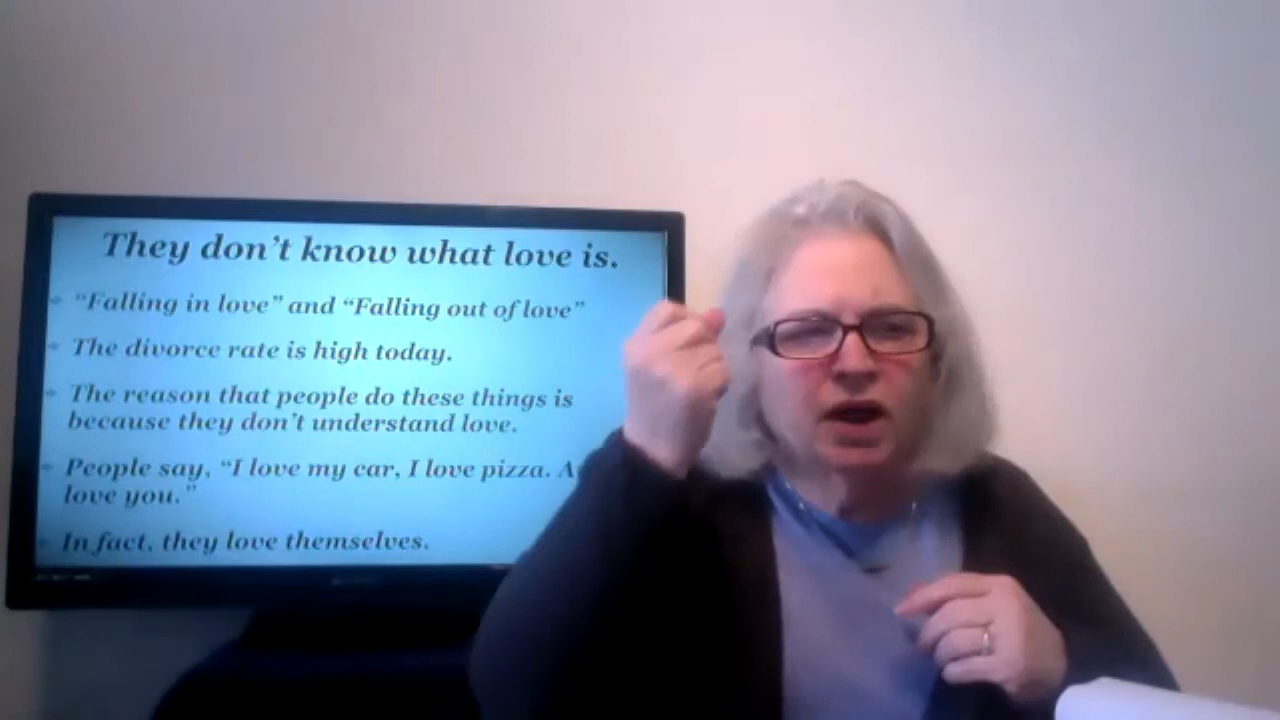 They don't know what love is.
"Falling in love" and "Falling out of love"
The divorce rate is high today.
The reason that people do these things is
because they don't understand love.
People say, "I love my car, I love pizza. A
love you."
In fact, they love themselves.